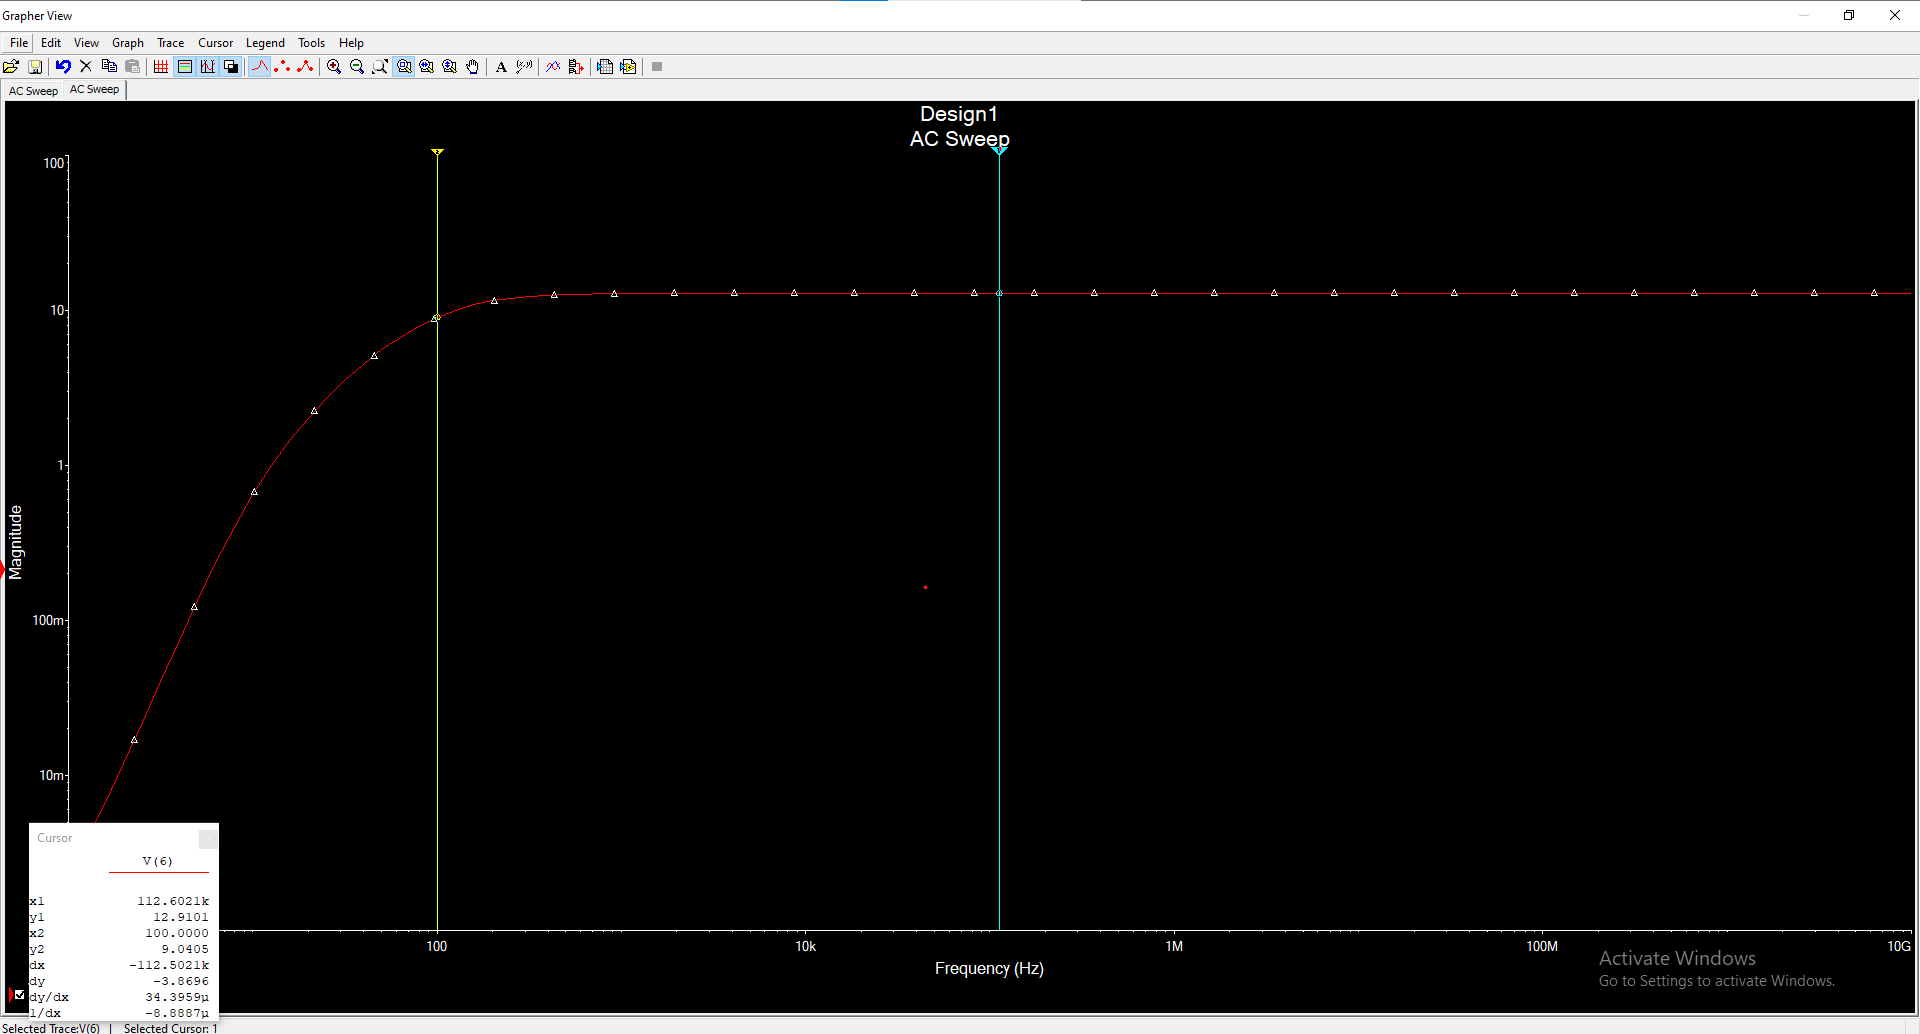 Grapher View
File Edit View Graph Trace Cursor Legend Tools Help
A
AC Sweep AC Sweep
Design1
AC Sweep
100
10
1
100m
10m
Magnitude
100 10k 1M 100M 10G
Frequency (Hz)
Cursor
V(6)
x1 112.6021k
y1 12.9101
x2 100.0000
y2 9.0405
dx -112.5021k
dy -3.8696
dy/dx 34.3959µ
1/dx -8.8887µ
Activate Windows
Go to Settings to activate Windows.
Selected Trace:V(6) | Selected Cursor: 1